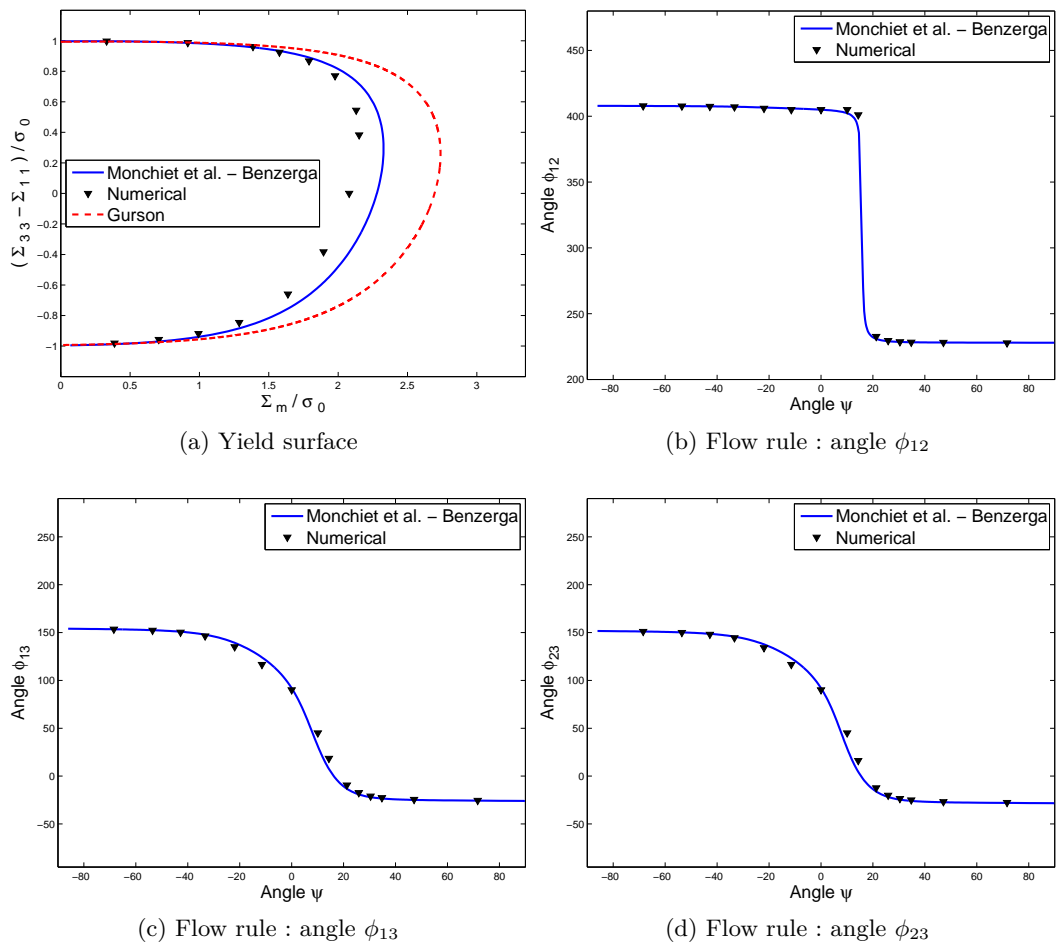 1
0.8
0.6
0.4
0.2
0
−0.2
−0.4
−0.6
−0.8
−1
(Σ33 − Σ11) / σ0
Monchiet et al. − Benzerga
Numerical
Gurson
0 0.5 1 1.5 2 2.5 3
Σm / σ0
(a) Yield surface
450
400
350
300
250
200
Angle ϕ12
Monchiet et al. − Benzerga
Numerical
−80 −60 −40 −20 0 20 40 60 80
Angle ψ
(b) Flow rule : angle ϕ12
250
200
150
100
50
0
−50
Angle ϕ13
Monchiet et al. − Benzerga
Numerical
−80 −60 −40 −20 0 20 40 60 80
Angle ψ
(c) Flow rule : angle ϕ13
250
200
150
100
50
0
−50
Angle ϕ23
Monchiet et al. − Benzerga
Numerical
−80 −60 −40 −20 0 20 40 60 80
Angle ψ
(d) Flow rule : angle ϕ23